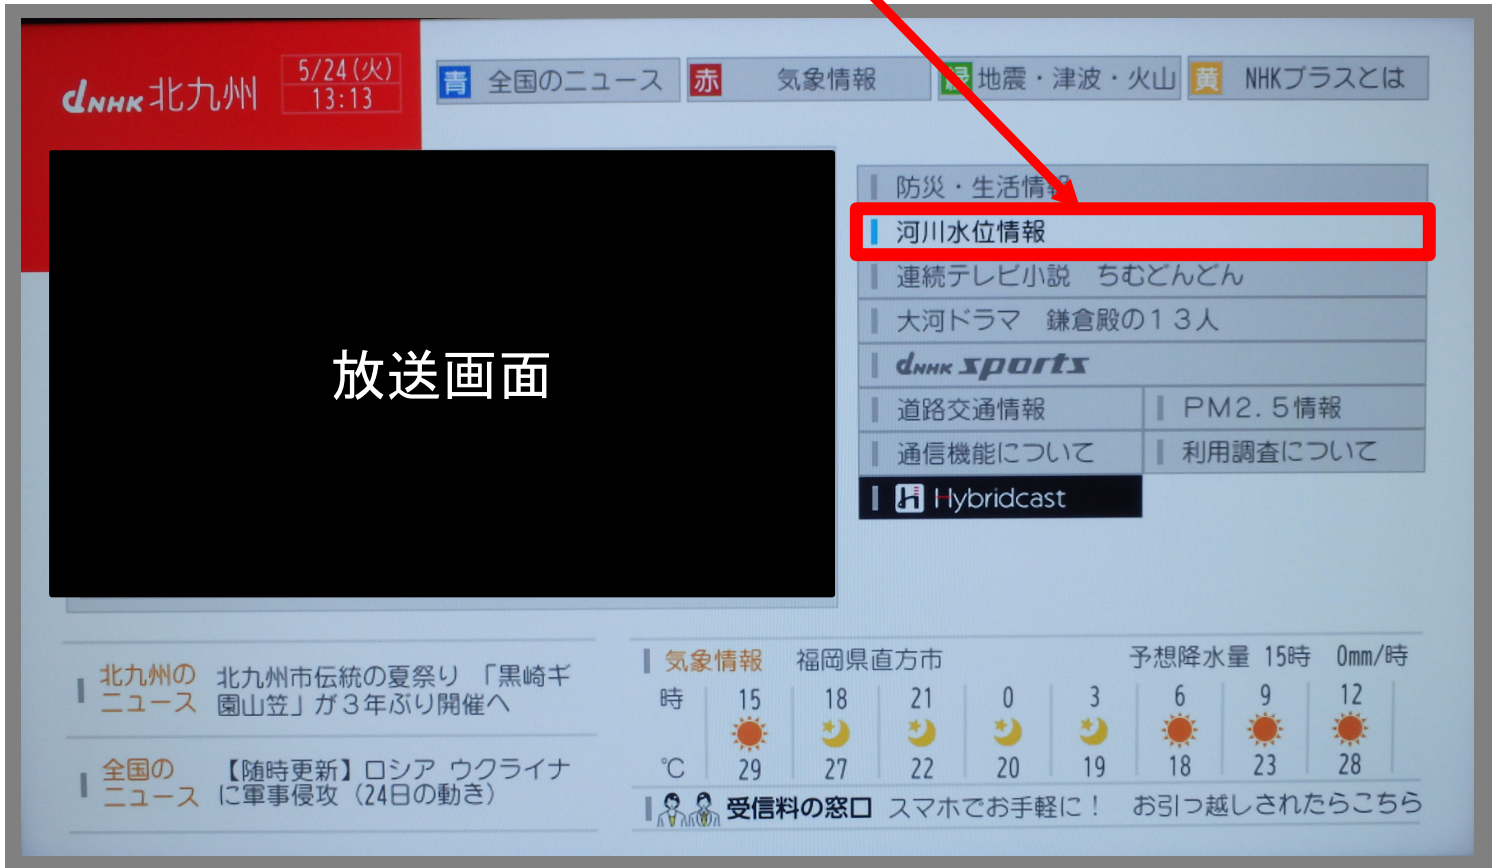 dNHK北九州
5/24(火)
13:13
青 全国のニュース
赤 気象情報
緑 地震・津波・火山
黄 NHKプラスとは
放送画面
防災・生活情報
河川水位情報
連続テレビ小説 ちむどんどん
大河ドラマ 鎌倉殿の13人
dNHK sports
道路交通情報
PM2.5情報
通信機能について
利用調査について
Hybridcast
北九州の
ニュース
北九州市伝統の夏祭り 「黒崎ギ
園山笠」が3年ぶり開催へ
全国の
ニュース
【随時更新】ロシア ウクライナ
に軍事侵攻（24日の動き）
気象情報 福岡県直方市 予想降水量 15時 0mm/時
時 15 18 21 0 3 6 9 12
℃ 29 27 22 20 19 18 23 28
受信料の窓口 スマホでお手軽に！ お引っ越しされたらこちら